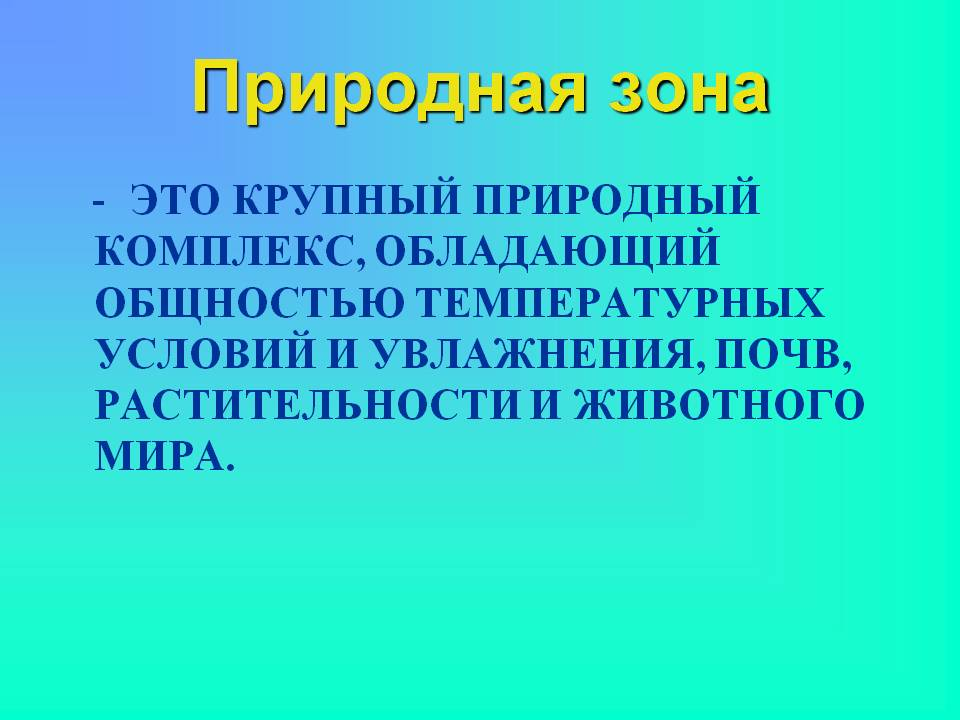 Природная зона
- ЭТО КРУПНЫЙ ПРИРОДНЫЙ
КОМПЛЕКС, ОБЛАДАЮЩИЙ
ОБЩНОСТЬЮ ТЕМПЕРАТУРНЫХ
УСЛОВИЙ И УВЛАЖНЕНИЯ, ПОЧВ,
РАСТИТЕЛЬНОСТИ И ЖИВОТНОГО
МИРА.